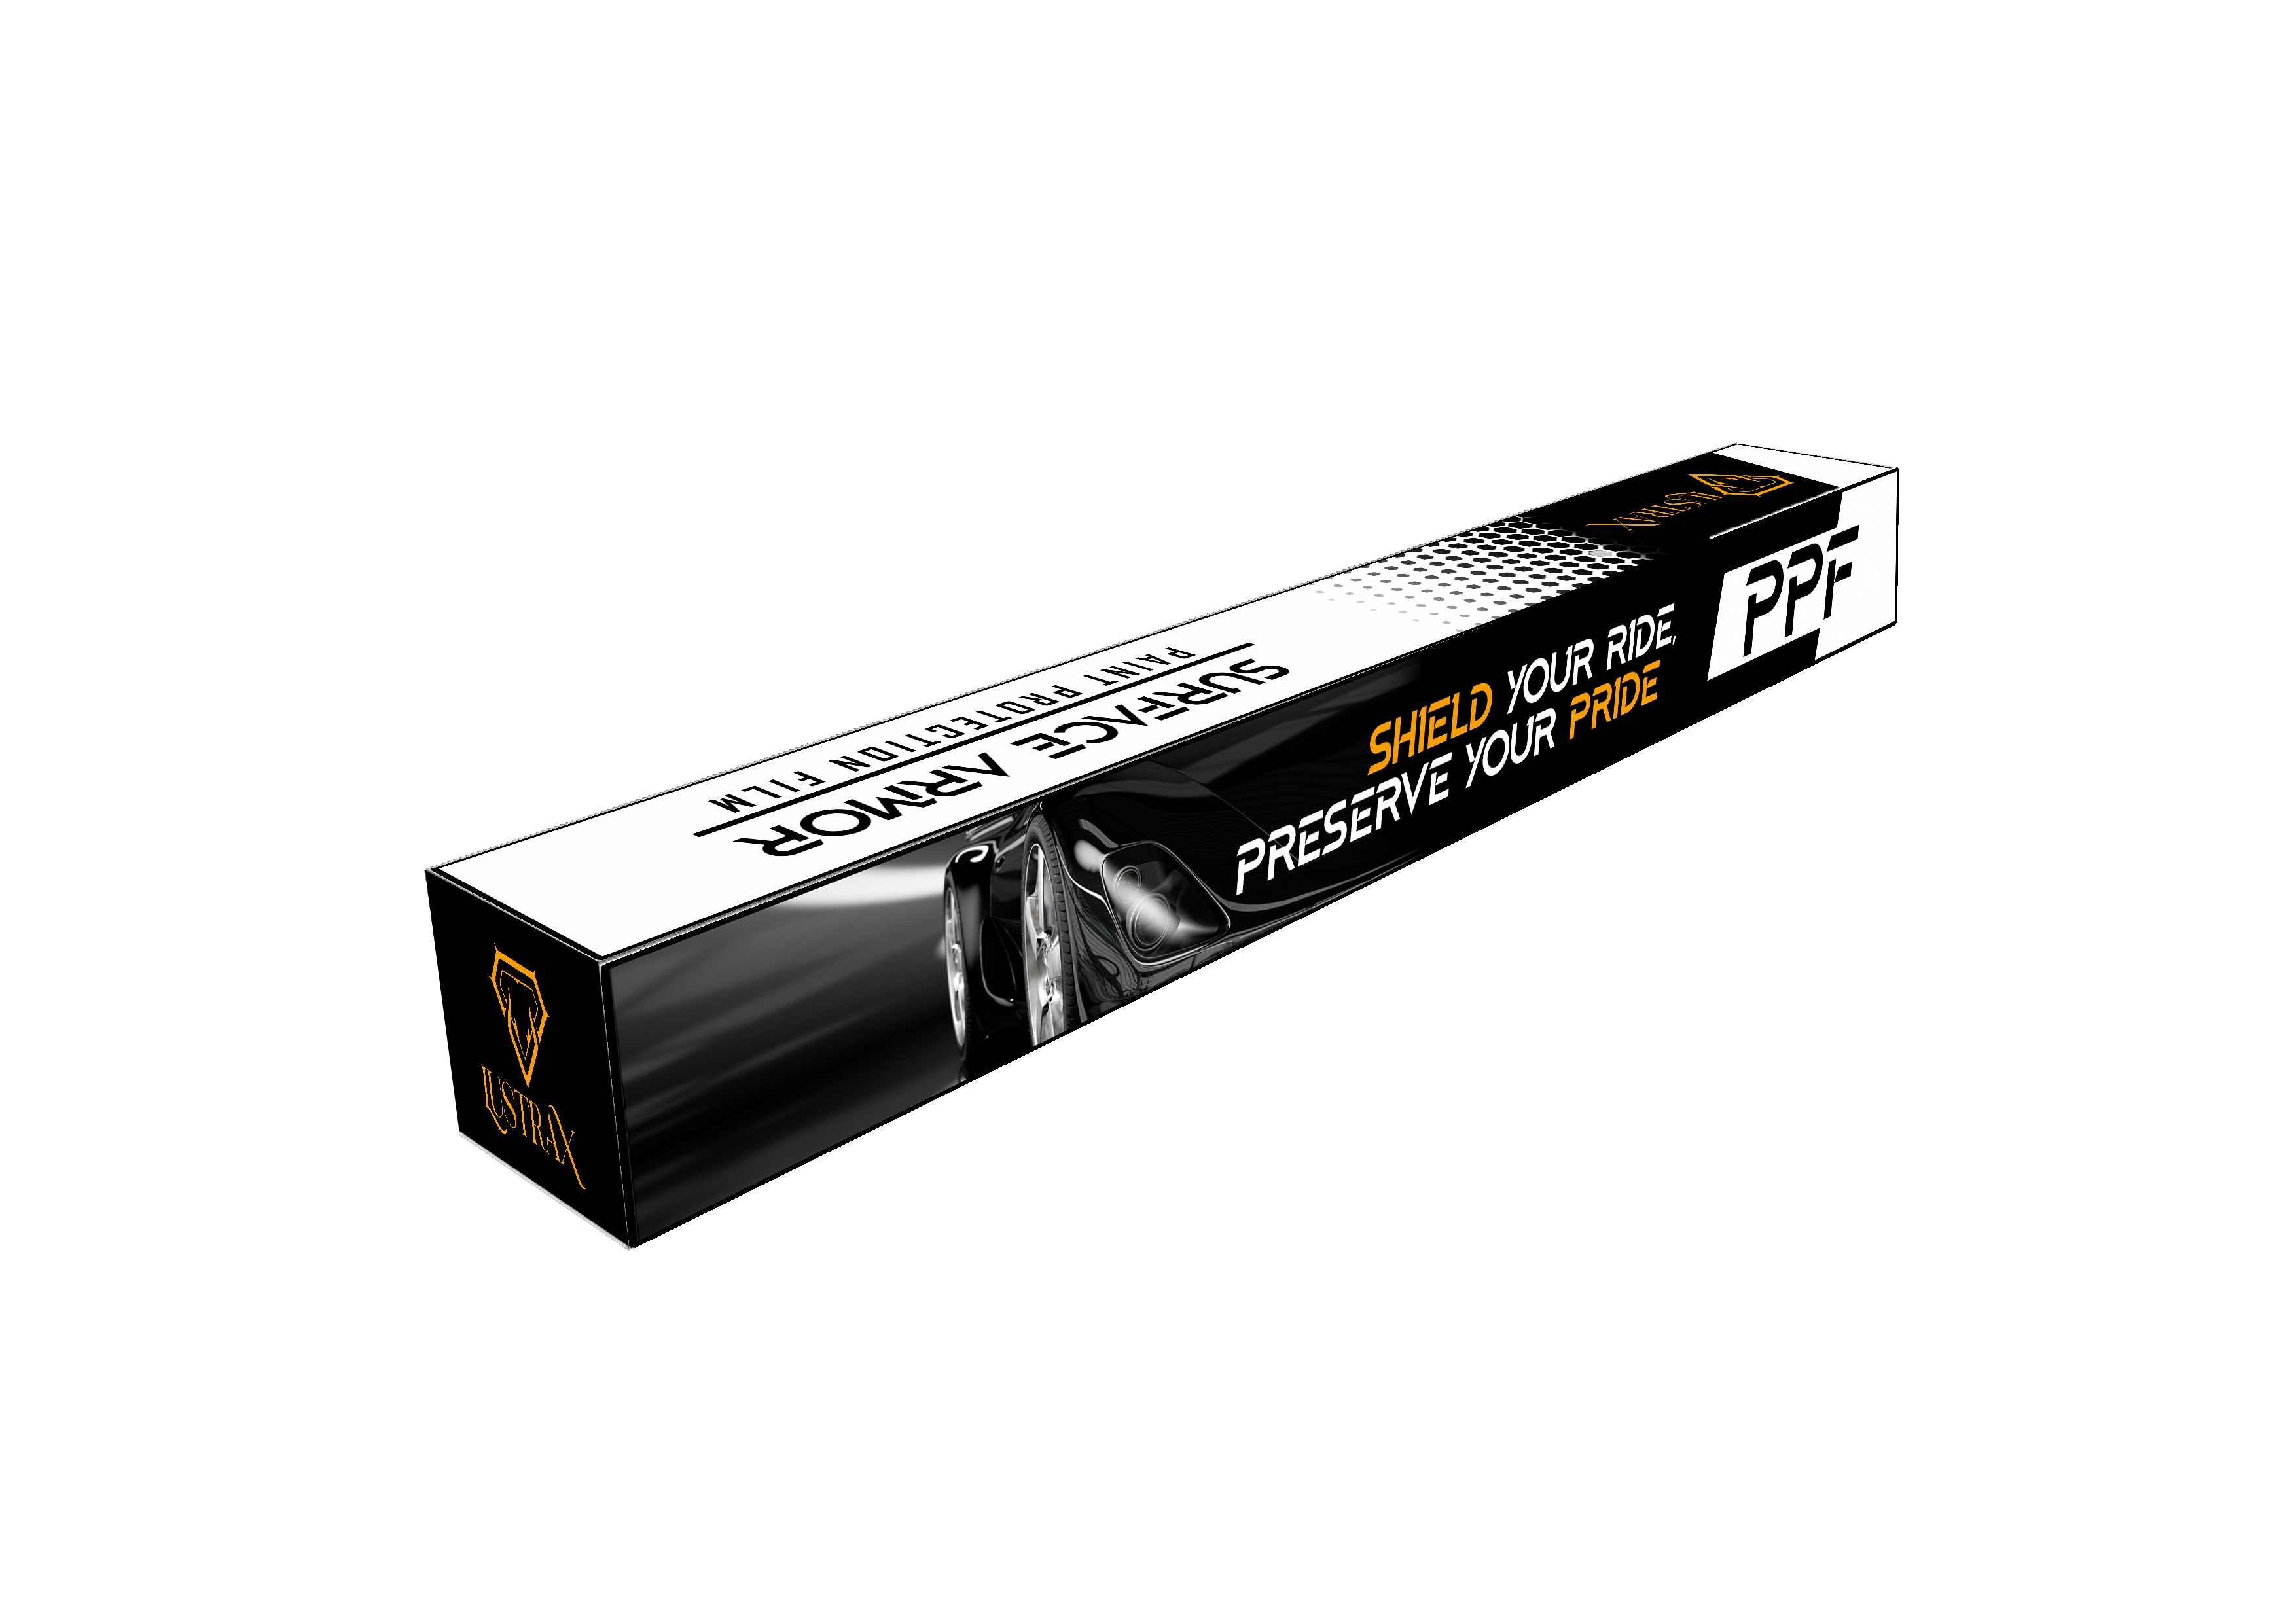 LUSTRAX
SURFACE ARMOR
PAINT PROTECTION FILM
LUSTRAX
SHIELD YOUR RIDE,
PRESERVE YOUR PRIDE
PPF